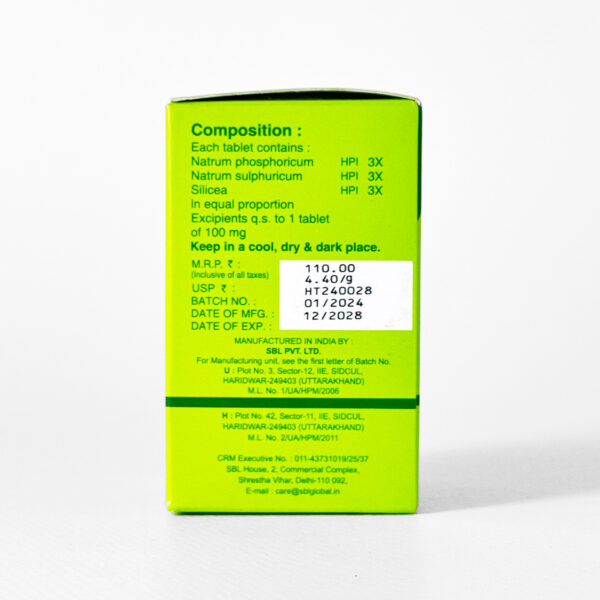 Composition :
Each tablet contains :
Natrum phosphoricum HPI 3X
Natrum sulphuricum HPI 3X
Silicea HPI 3X
In equal proportion
Excipients q.s. to 1 tablet
of 100 mg
Keep in a cool, dry & dark place.
M.R.P. ₹ : 110.00
(Inclusive of all taxes)
USP ₹ : 4.40/g
BATCH NO. : HT240028
DATE OF MFG. : 01/2024
DATE OF EXP. : 12/2028
MANUFACTURED IN INDIA BY :
SBL PVT. LTD.
For Manufacturing unit, see the first letter of Batch No.
U : Plot No. 3, Sector-12, IIE, SIDCUL,
HARIDWAR-249403 (UTTARAKHAND)
M.L. No. 1/UA/HPM/2006
H : Plot No. 42, Sector-11, IIE, SIDCUL,
HARIDWAR-249403 (UTTARAKHAND)
M.L. No. 2/UA/HPM/2011
CRM Executive No. : 011-43731019/25/37
SBL House, 2, Commercial Complex,
Shrestha Vihar, Delhi-110 092,
E-mail : care@sblglobal.in